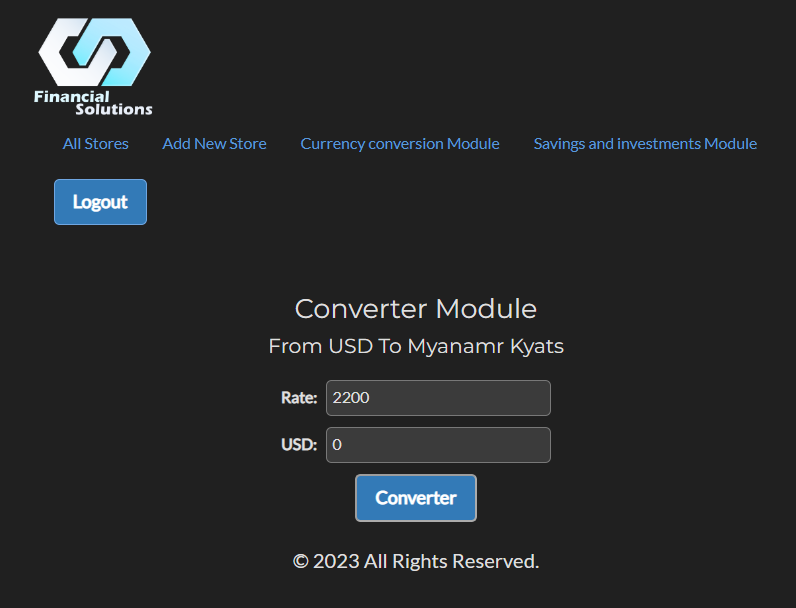 Financial
Solutions
All Stores Add New Store Currency conversion Module Savings and investments Module
Logout
Converter Module
From USD To Myanamr Kyats
Rate: 2200
USD: 0
Converter
© 2023 All Rights Reserved.